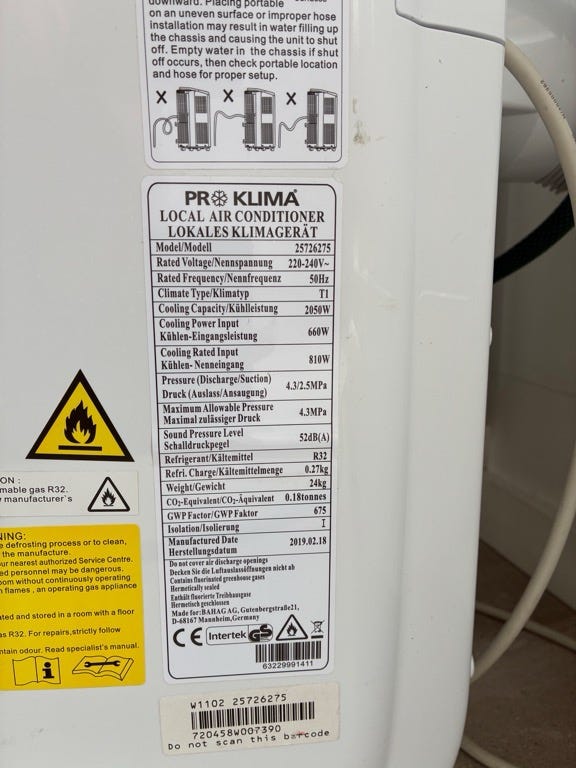 downward. Placing portable
on an uneven surface or improper hose
installation may result in water filling up
the chassis and causing the unit to shut
off. Empty water in the chassis if shut
off occurs, then check portable location
and hose for proper setup.
X X X
PROKLIMA
LOCAL AIR CONDITIONER
LOKALES KLIMAGERÄT
Model/Modell 25726275
Rated Voltage/Nennspannung 220-240V~
Rated Frequency/Nennfrequenz 50Hz
Climate Type/Klimatyp T1
Cooling Capacity/Kühlleistung 2050W
Cooling Power Input
Kühlen-Eingangsleistung 660W
Cooling Rated Input
Kühlen- Nenneingang 810W
Pressure (Discharge/Suction)
Druck (Auslass/Ansaugung) 4.3/2.5MPa
Maximum Allowable Pressure
Maximal zulässiger Druck 4.3MPa
Sound Pressure Level
Schalldruckpegel 52dB(A)
Refrigerant/Kältemittel R32
Refri. Charge/Kältemittelmenge 0.27kg
Weight/Gewicht 24kg
CO₂-Equivalent/CO₂-Äquivalent 0.18tonnes
GWP Factor/GWP Faktor 675
Isolation/Isolierung I
Manufactured Date
Herstellungsdatum 2019.02.18
Do not cover air discharge openings
Decken Sie die Luftauslassöffnungen nicht ab
Contains fluorinated greenhouse gases
Hermetically sealed
Enthält fluorierte Treibhausgase
Hermetisch geschlossen
Made for: BAHAGAG, Gutenbergstraße21,
D-68167 Mannheim,Germany
CE Intertek GS
63229991411
W1102 25726275
720458W007390
Do not scan this barcode
ON :
mable gas R32.
manufacturer's
NING:
e defrosting process or to clean,
the manufacture.
ur nearest authorized Service Centre.
ed personnel may be dangerous.
oom without continuously operating
n flames , an operating gas appliance
ated and stored in a room with a floor
as R32. For repairs,strictly follow
ntain odour. Read specialist's manual.